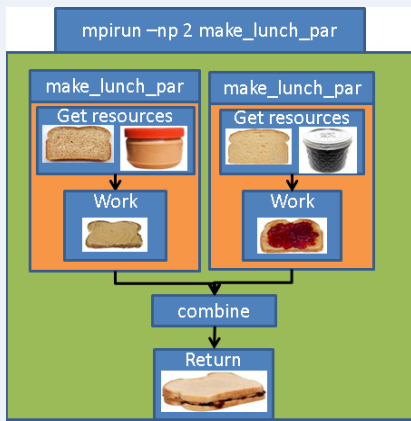 mpirun –np 2 make_lunch_par
make_lunch_par
Get resources
Work
make_lunch_par
Get resources
Work
combine
Return